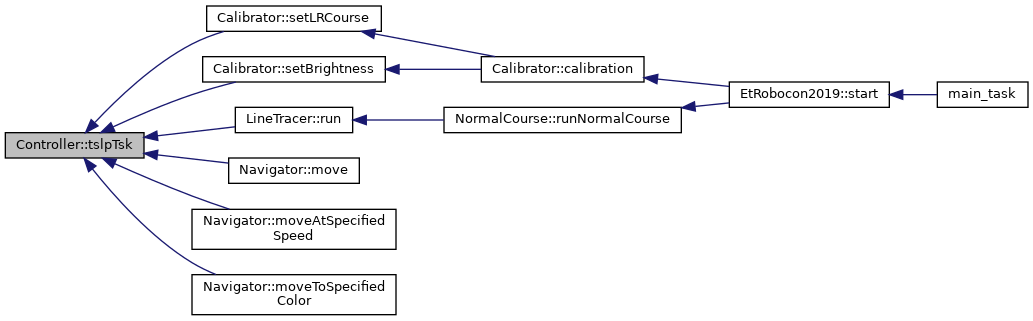 Calibrator::setLRCourse
Calibrator::setBrightness
Calibrator::calibration
EtRobocon2019::start
main_task
LineTracer::run
NormalCourse::runNormalCourse
Controller::tslpTsk
Navigator::move
Navigator::moveAtSpecified
Speed
Navigator::moveToSpecified
Color